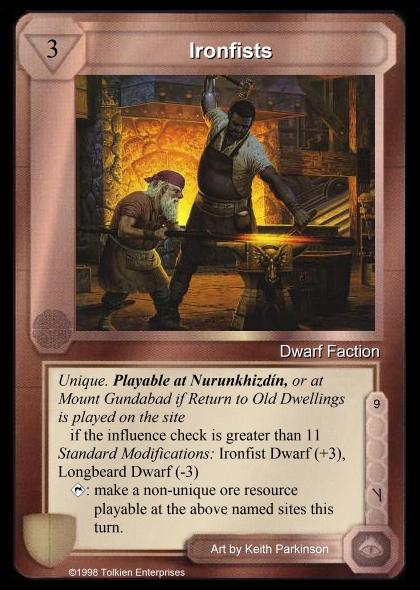 3
Ironfists
Dwarf Faction
Unique. Playable at Nurunkhizdín, or at
Mount Gundabad if Return to Old Dwellings
is played on the site
if the influence check is greater than 11
Standard Modifications: Ironfist Dwarf (+3),
Longbeard Dwarf (-3)
: make a non-unique ore resource
playable at the above named sites this
turn.
9
Art by Keith Parkinson
©1998 Tolkien Enterprises